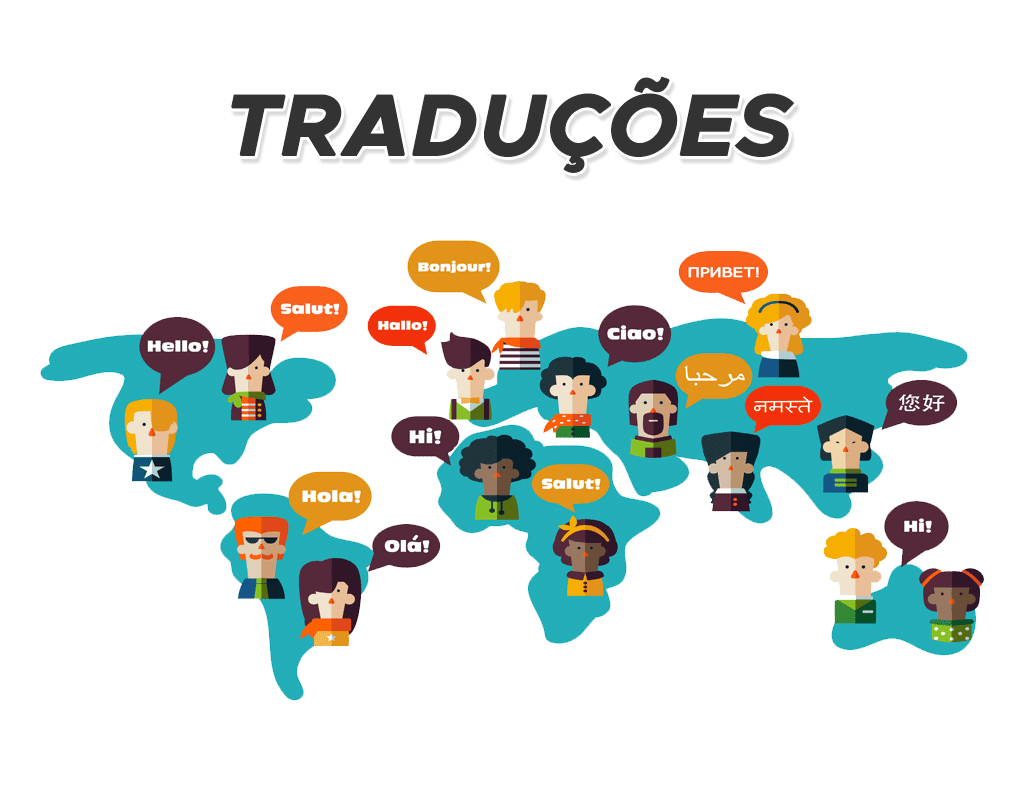 TRADUÇÕES
Bonjour!
ПРИВЕТ!
Salut!
Hallo!
Ciao!
Hello!
مرحبا
नमस्ते
您好
Hi!
Salut!
Hola!
Olá!
Hi!